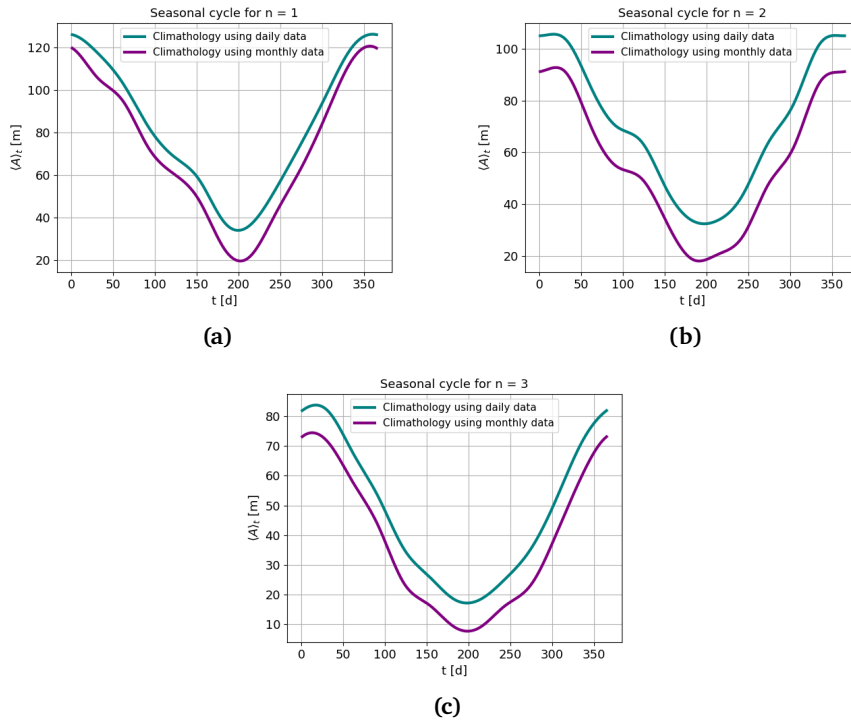 Seasonal cycle for n = 1
Climathology using daily data
Climathology using monthly data
120
100
80
60
40
20
⟨A⟩t [m]
0 50 100 150 200 250 300 350
t [d]
(a)
Seasonal cycle for n = 2
Climathology using daily data
Climathology using monthly data
100
80
60
40
20
⟨A⟩t [m]
0 50 100 150 200 250 300 350
t [d]
(b)
Seasonal cycle for n = 3
Climathology using daily data
Climathology using monthly data
80
70
60
50
40
30
20
10
⟨A⟩t [m]
0 50 100 150 200 250 300 350
t [d]
(c)